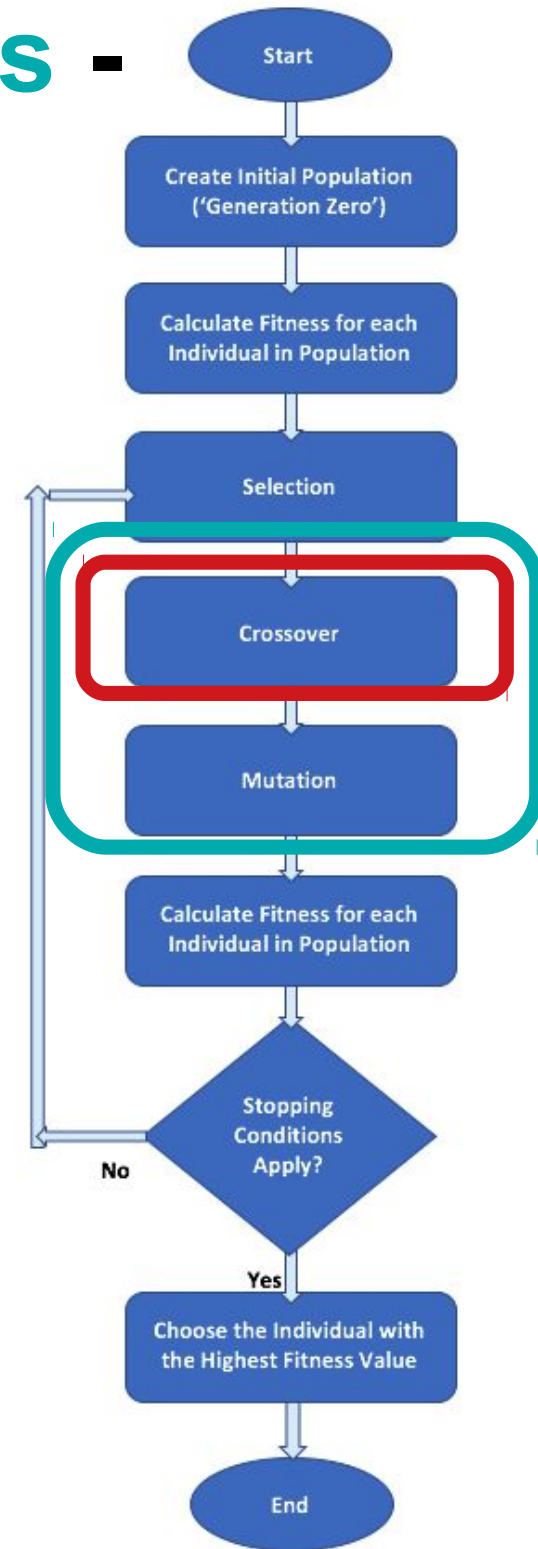 s -
Start
Create Initial Population
(‘Generation Zero’)
Calculate Fitness for each
Individual in Population
Selection
Crossover
Mutation
Calculate Fitness for each
Individual in Population
Stopping
Conditions
Apply?
No
Yes
Choose the Individual with
the Highest Fitness Value
End